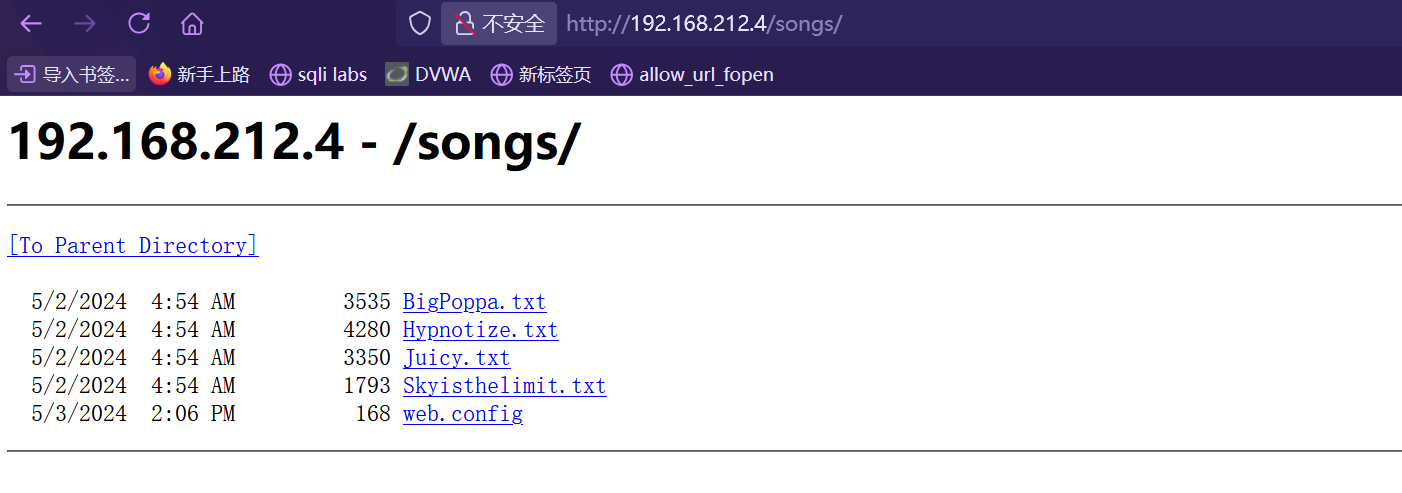 不安全 http://192.168.212.4/songs/
导入书签... 新手上路 sqli labs DVWA 新标签页 allow_url_fopen
192.168.212.4 - /songs/
[To Parent Directory]
5/2/2024 4:54 AM 3535 BigPoppa.txt
5/2/2024 4:54 AM 4280 Hypnotize.txt
5/2/2024 4:54 AM 3350 Juicy.txt
5/2/2024 4:54 AM 1793 Skyisthelimit.txt
5/3/2024 2:06 PM 168 web.config